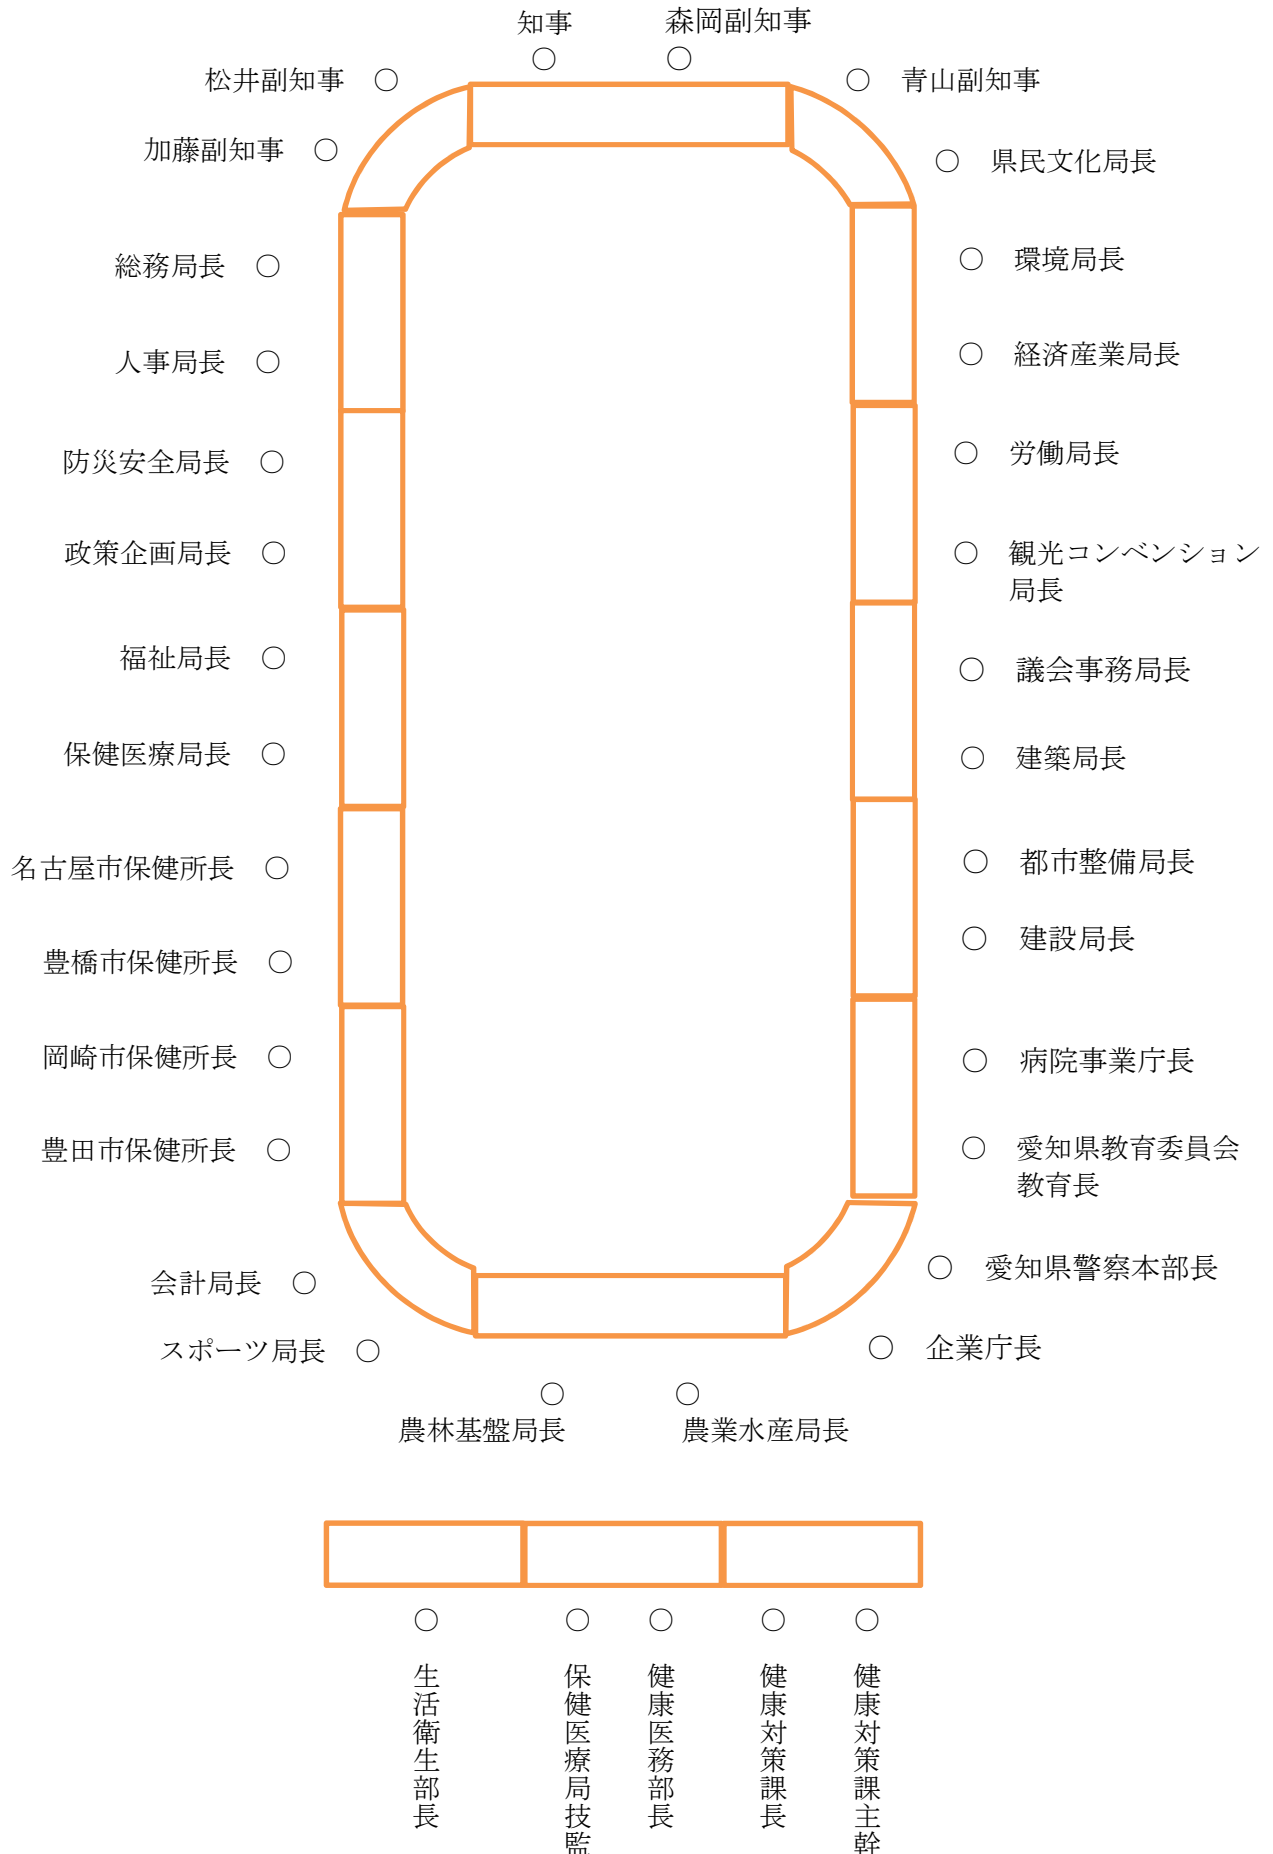 知事
森岡副知事
松井副知事
青山副知事
加藤副知事
県民文化局長
総務局長
環境局長
人事局長
経済産業局長
防災安全局長
労働局長
政策企画局長
観光コンベンション
局長
福祉局長
議会事務局長
保健医療局長
建築局長
名古屋市保健所長
都市整備局長
豊橋市保健所長
建設局長
岡崎市保健所長
病院事業庁長
豊田市保健所長
愛知県教育委員会
教育長
会計局長
愛知県警察本部長
スポーツ局長
企業庁長
農林基盤局長
農業水産局長
生活衛生部長
保健医療局技監
健康医務部長
健康対策課長
健康対策課主幹